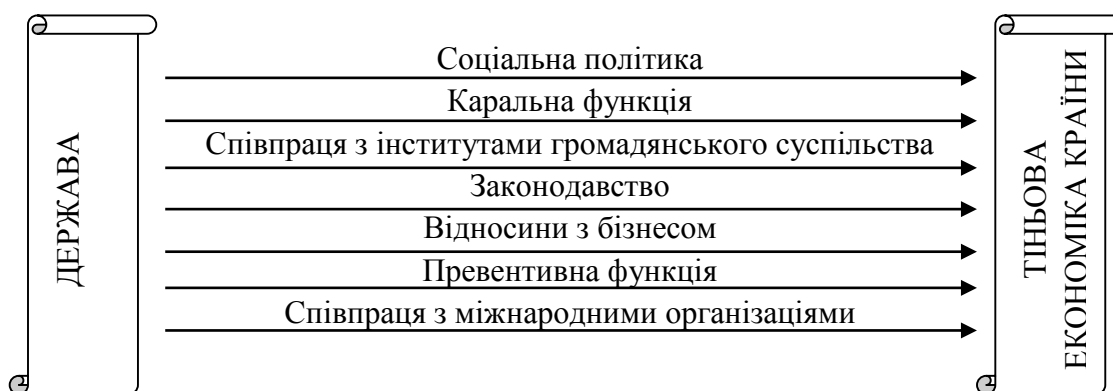 ДЕРЖАВА
Соціальна політика
Каральна функція
Співпраця з інститутами громадянського суспільства
Законодавство
Відносини з бізнесом
Превентивна функція
Співпраця з міжнародними організаціями
ТІНЬОВА
ЕКОНОМІКА КРАЇНИ